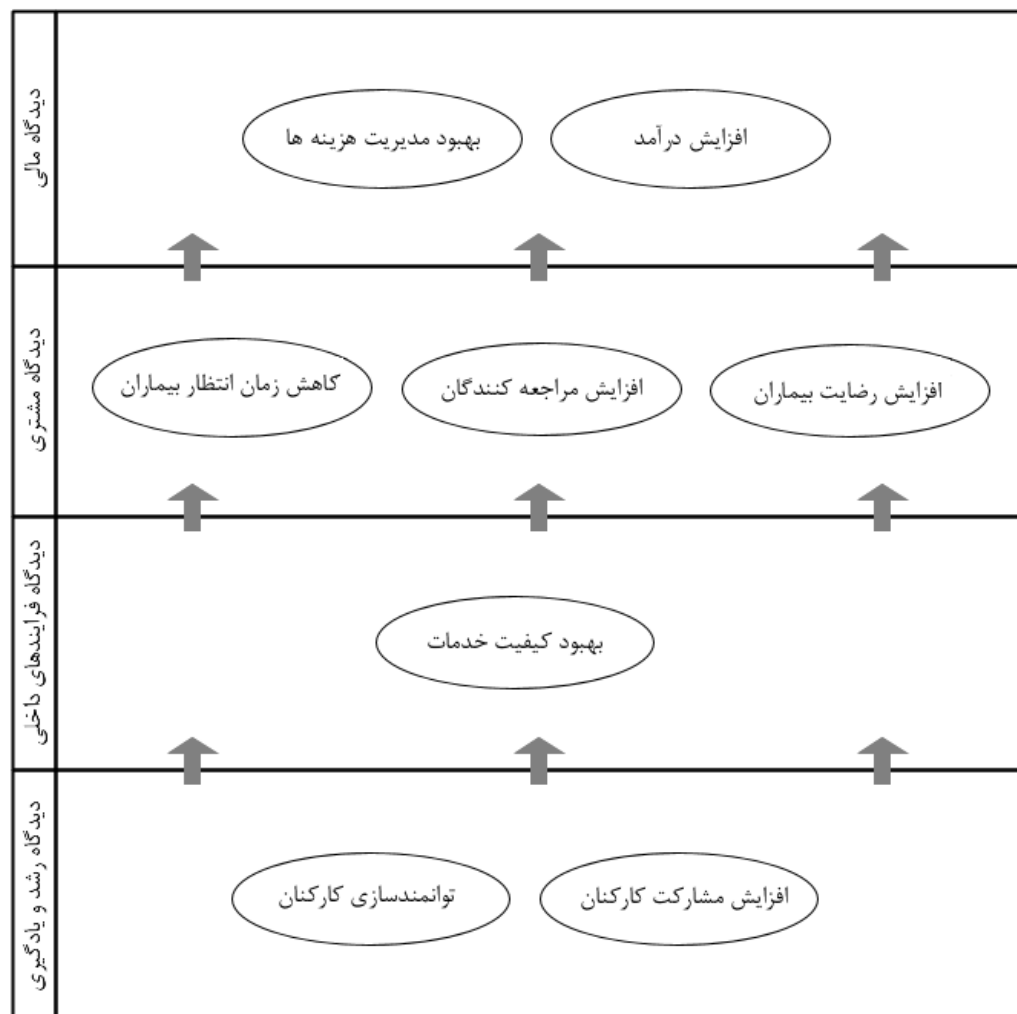 دیدگاه مالی
افزایش درآمد
بهبود مدیریت هزینه ها
دیدگاه مشتری
افزایش رضایت بیماران
افزایش مراجعه کنندگان
کاهش زمان انتظار بیماران
دیدگاه فرایندهای داخلی
بهبود کیفیت خدمات
دیدگاه رشد و یادگیری
افزایش مشارکت کارکنان
توانمندسازی کارکنان